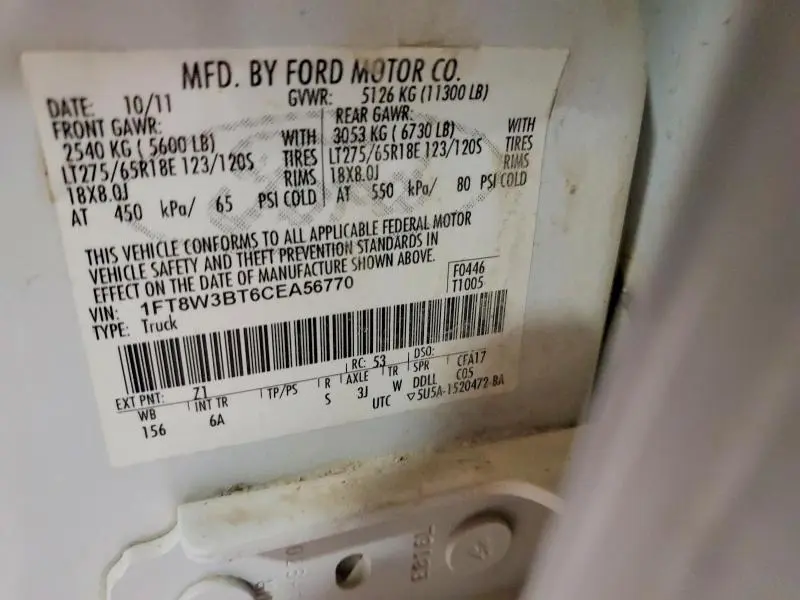 MFD. BY FORD MOTOR CO.
DATE: 10/11 GVWR: 5126 KG (11300 LB)
FRONT GAWR: REAR GAWR:
2540 KG ( 5600 LB) WITH 3053 KG ( 6730 LB) WITH
LT275/65R18E 123/120S TIRES LT275/65R18E 123/120S TIRES
18X8.0J RIMS 18X8.0J RIMS
AT 450 kPa/ 65 PSI COLD AT 550 kPa/ 80 PSI COLD
THIS VEHICLE CONFORMS TO ALL APPLICABLE FEDERAL MOTOR
VEHICLE SAFETY AND THEFT PREVENTION STANDARDS IN
EFFECT ON THE DATE OF MANUFACTURE SHOWN ABOVE.
VIN: 1FT8W3BT6CEA56770 F0446
TYPE: Truck T1005
EXT PNT: Z1 RC: 53 DSO:
WB INT TR TP/PS R AXLE TR SPR CFA17
156 6A S 3J W DDLL C05
UTC ▽5U5A-1520472-BA